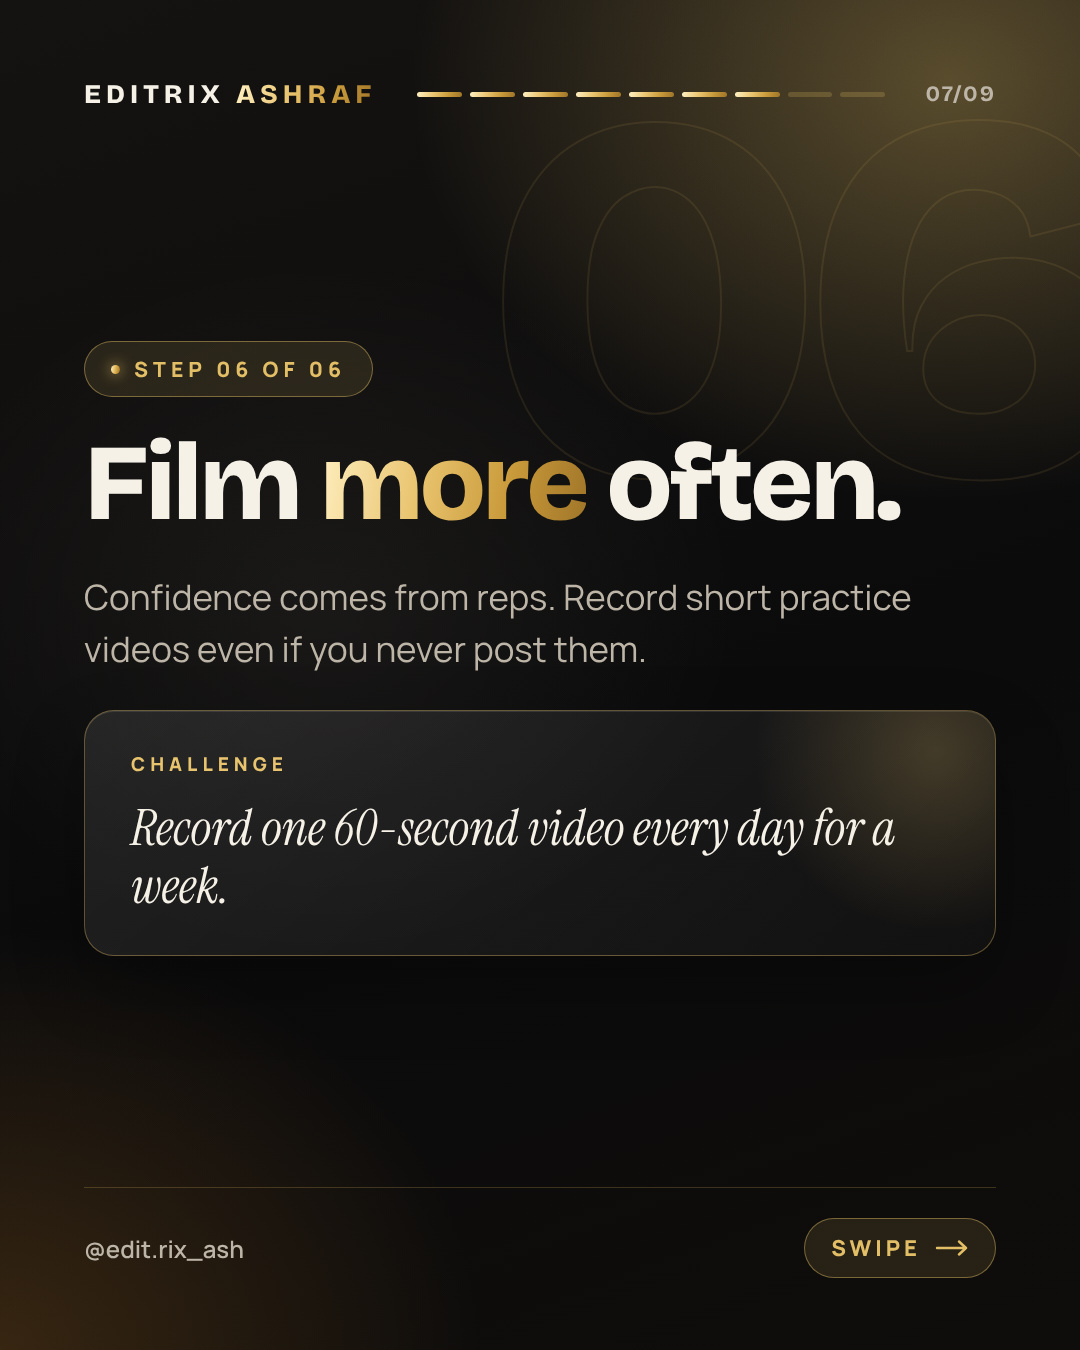 EDITRIX ASHRAF
07/09
06
STEP 06 OF 06
Film more often.
Confidence comes from reps. Record short practice
videos even if you never post them.
CHALLENGE
Record one 60-second video every day for a
week.
@edit.rix_ash
SWIPE →